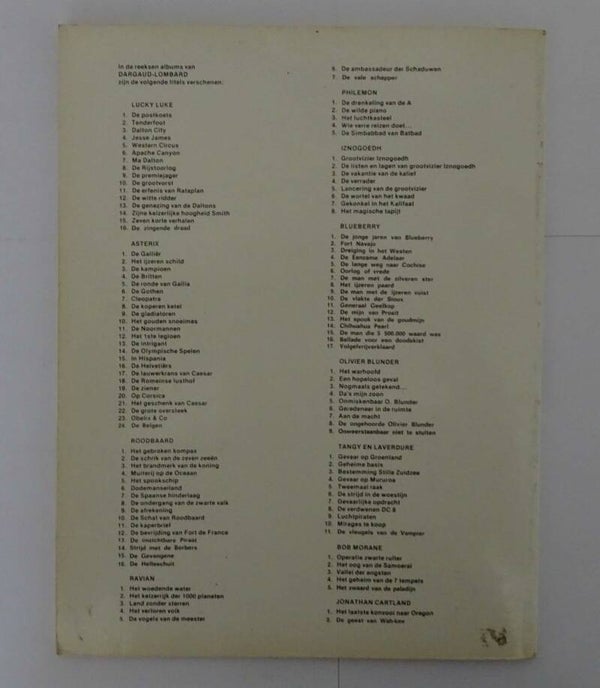 In de reeksen albums van
DARGAUD-LOMBARD
zijn de volgende titels verschenen:
LUCKY LUKE
1. De postkoets
2. Tenderfoot
3. Dalton City
4. Jesse James
5. Western Circus
6. Apache Canyon
7. Ma Dalton
8. De Rijstoorlog
9. De premiejager
10. De grootvorst
11. De erfenis van Rataplan
12. De witte ridder
13. De genezing van de Daltons
14. Zijne keizerlijke hoogheid Smith
15. Zeven korte verhalen
16. De zingende draad
ASTERIX
1. De Galliër
2. Het ijzeren schild
3. De kampioen
4. De Britten
5. De ronde van Gallia
6. De Gothen
7. Cleopatra
8. De koperen ketel
9. De gladiatoren
10. Het gouden snoeimes
11. De Noormannen
12. Het 1ste legioen
13. De intrigant
14. De Olympische Spelen
15. In Hispania
16. De Helvetiërs
17. De lauwerkrans van Caesar
18. De Romeinse lusthof
19. De ziener
20. Op Corsica
21. Het geschenk van Caesar
22. De grote oversteek
23. Obelix & Co
24. De Belgen
ROODBAARD
1. Het gebroken kompas
2. De schrik van de zeven zeeën
3. Het brandmerk van de koning
4. Muiterij op de Oceaan
5. Het spookschip
6. Dodemanseiland
7. De Spaanse hinderlaag
8. De ondergang van de zwarte valk
9. De afrekening
10. De Schat van Roodbaard
11. De kaperbrief
12. De bevrijding van Fort de France
13. De onzichtbare Piraat
14. Strijd met de Berbers
15. De Gevangene
16. De Helleschuit
RAVIAN
1. Het woedende water
2. Het keizerrijk der 1000 planeten
3. Land zonder sterren
4. Het verloren volk
5. De vogels van de meester
6. De ambassadeur der Schaduwen
7. De valse schepper
PHILEMON
1. De drenkeling van de A
2. De wilde piano
3. Het luchtkasteel
4. Wie verre reizen doet...
5. De Simbabbad van Batbad
IZNOGOEDH
1. Grootvizier Iznogoedh
2. De listen en lagen van grootvizier Iznogoedh
3. De vakantie van de kalief
4. De verrader
5. Lancering van de grootvizier
6. De wortel van het kwaad
7. Gekonkel in het Kalifaat
8. Het magische tapijt
BLUEBERRY
1. De jonge jaren van Blueberry
2. Fort Navajo
3. Dreiging in het Westen
4. De Eenzame Adelaar
5. De lange weg naar Cochise
6. Oorlog of vrede
7. De man met de zilveren ster
8. Het ijzeren paard
9. De man met de ijzeren vuist
10. De vlakte der Sioux
11. Generaal Geelkop
12. De mijn van Prosit
13. Het spook van de goudmijn
14. Chihuahua Pearl
15. De man die $ 500.000 waard was
16. Ballade voor een doodskist
17. Vogelvrijverklaard
OLIVIER BLUNDER
1. Het warhoofd
2. Een hopeloos geval
3. Nogmaals getekend...
4. Da's mijn zoon
5. Onmiskenbaar O. Blunder
6. Geredeneer in de ruimte
7. Aan de macht
8. De ongehoorde Olivier Blunder
9. Onweerstaanbaar niet te stuiten
TANGY EN LAVERDURE
1. Gevaar op Groenland
2. Geheime basis
3. Bestemming Stille Zuidzee
4. Gevaar op Mururoa
5. Tweemaal raak
6. De strijd in de woestijn
7. Gevaarlijke opdracht
8. De verdwenen DC 8
9. Luchtpiraten
10. Mirages te koop
11. De vleugels van de Vampier
BOB MORANE
1. Operatie zwarte ruiter
2. Het oog van de Samoerai
3. Vallei der angsten
4. Het geheim van de 7 tempels
5. Het zwaard van de paladijn
JONATHAN CARTLAND
1. Het laatste konvooi naar Oregon
2. De geest van Wah-kee